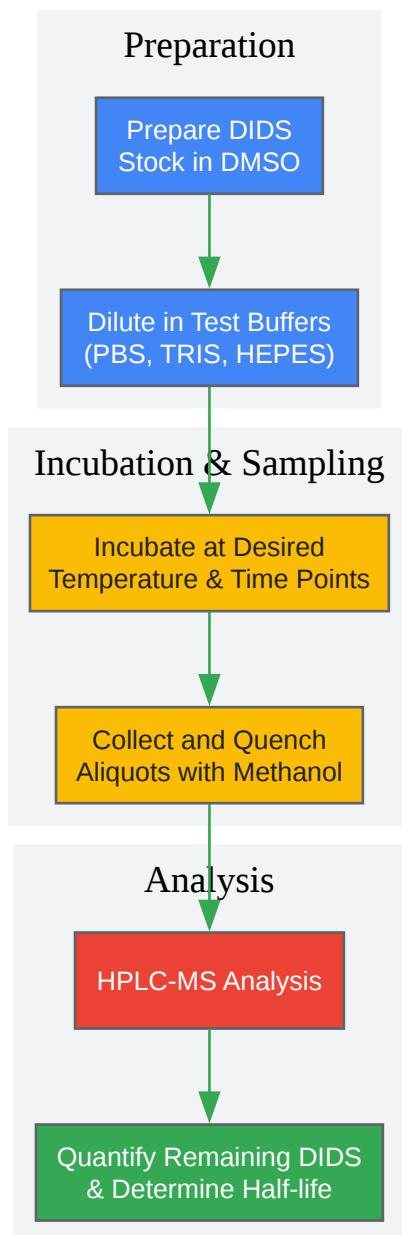 Preparation
Prepare DIDS
Stock in DMSO
Dilute in Test Buffers
(PBS, TRIS, HEPES)
Incubation & Sampling
Incubate at Desired
Temperature & Time Points
Collect and Quench
Aliquots with Methanol
Analysis
HPLC-MS Analysis
Quantify Remaining DIDS
& Determine Half-life